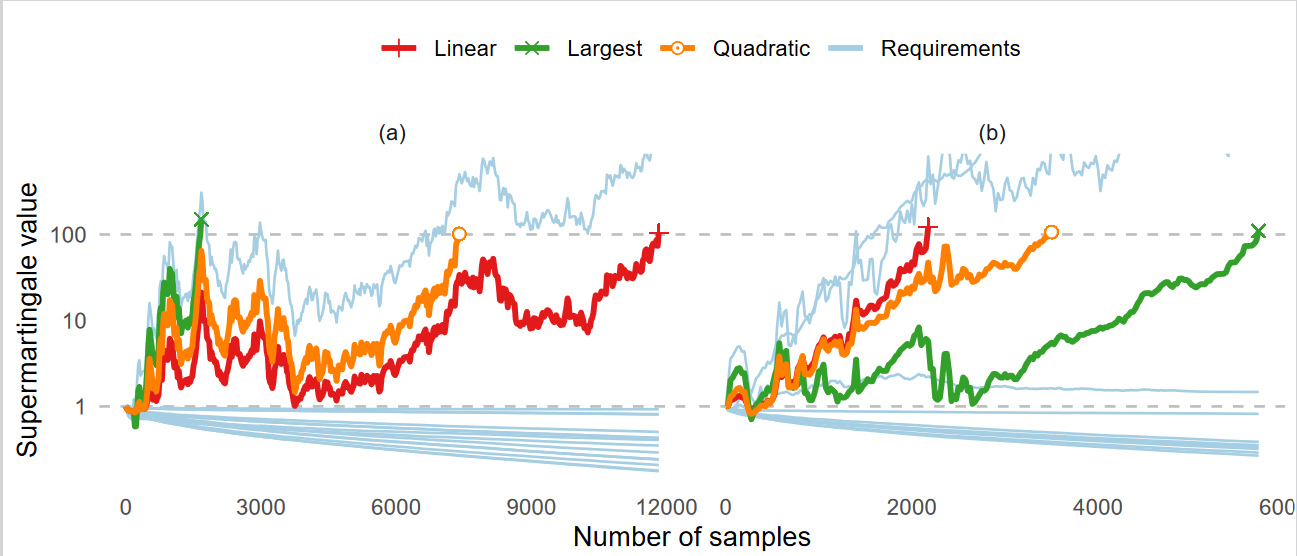 Linear Largest Quadratic Requirements
(a) (b)
Supermartingale value
100
10
1
0 3000 6000 9000 12000 0 2000 4000 600
Number of samples